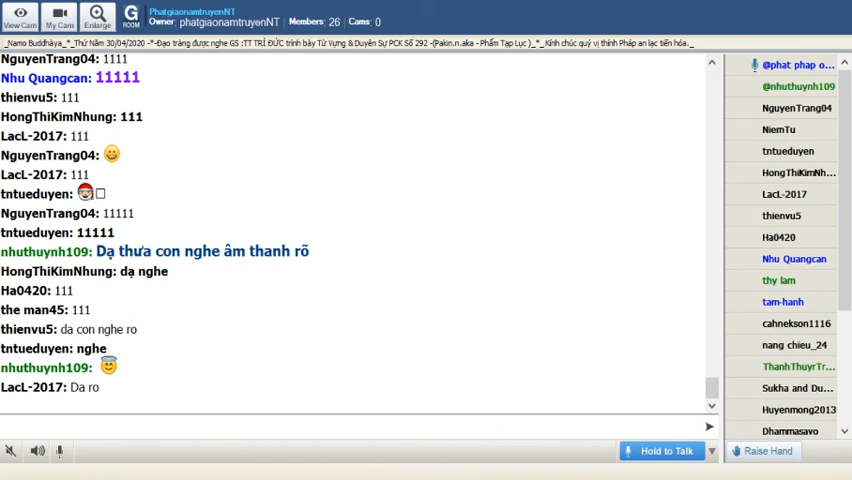 View Cam
My Cam
Enlarge
G
ROOM
PhatgiaonamtruyenNT
Owner: phatgiaonamtruyenNT Members: 26 Cams: 0
_Namo Buddhàya_*_Thứ Năm 30/04/2020 -*-Đạo tràng được nghe GS :TT TRÍ ĐỨC trình bày Từ Vựng & Duyên Sự PCK Số 292 -(Pakin.n.aka - Phẩm Tạp Lục )_*_ Kính chúc quý vị thính Pháp an lạc tiến hóa._
NguyenTrang04: 1111
Nhu Quangcan: 11111
thienvu5: 111
HongThiKimNhung: 111
LacL-2017: 111
NguyenTrang04:
LacL-2017: 111
tntueduyen:
NguyenTrang04: 11111
tntueduyen: 11111
nhuthuynh109: Dạ thưa con nghe âm thanh rõ
HongThiKimNhung: dạ nghe
Ha0420: 111
the man45: 111
thienvu5: da con nghe ro
tntueduyen: nghe
nhuthuynh109:
LacL-2017: Da ro
@phat phap o...
@nhuthuynh109
NguyenTrang04
NiemTu
tntueduyen
HongThiKimNh...
LacL-2017
thienvu5
Ha0420
Nhu Quangcan
thy lam
tam-hanh
cahnekson1116
nang chieu_24
ThanhThuyrTr...
Sukha and Du...
Huyenmong2013
Dhammasavo
Hold to Talk
Raise Hand